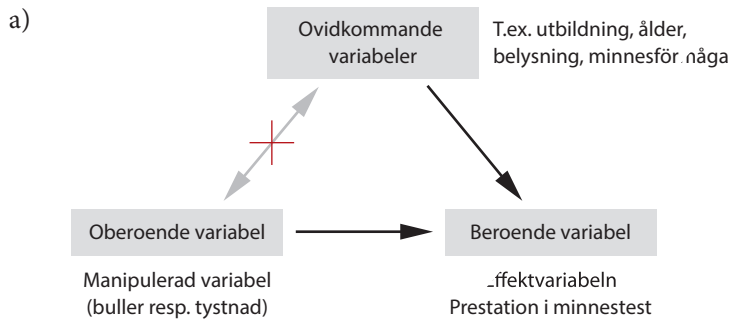 a)
Ovidkommande
variabeler
T.ex. utbildning, ålder,
belysning,
Oberoende variabel
Beroende variabel
Manipulerad variabel
(buller resp. tystnad)
Prestation i minnestest